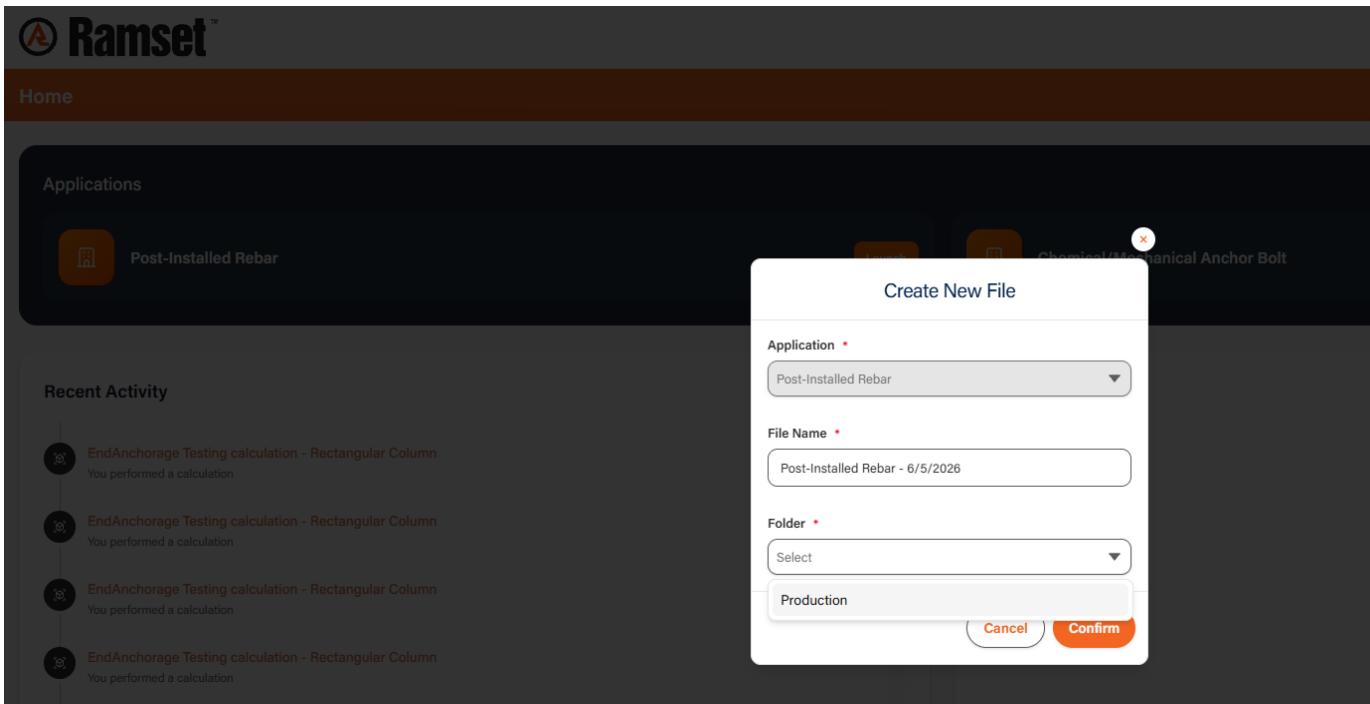 Ramset™
Home
Applications
Post-Installed Rebar
Launch
Chemical/Mechanical Anchor Bolt
Recent Activity
EndAnchorage Testing calculation - Rectangular Column
You performed a calculation
EndAnchorage Testing calculation - Rectangular Column
You performed a calculation
EndAnchorage Testing calculation - Rectangular Column
You performed a calculation
EndAnchorage Testing calculation - Rectangular Column
You performed a calculation
Create New File
Application *
Post-Installed Rebar
File Name *
Post-Installed Rebar - 6/5/2026
Folder *
Select
Production
Cancel
Confirm